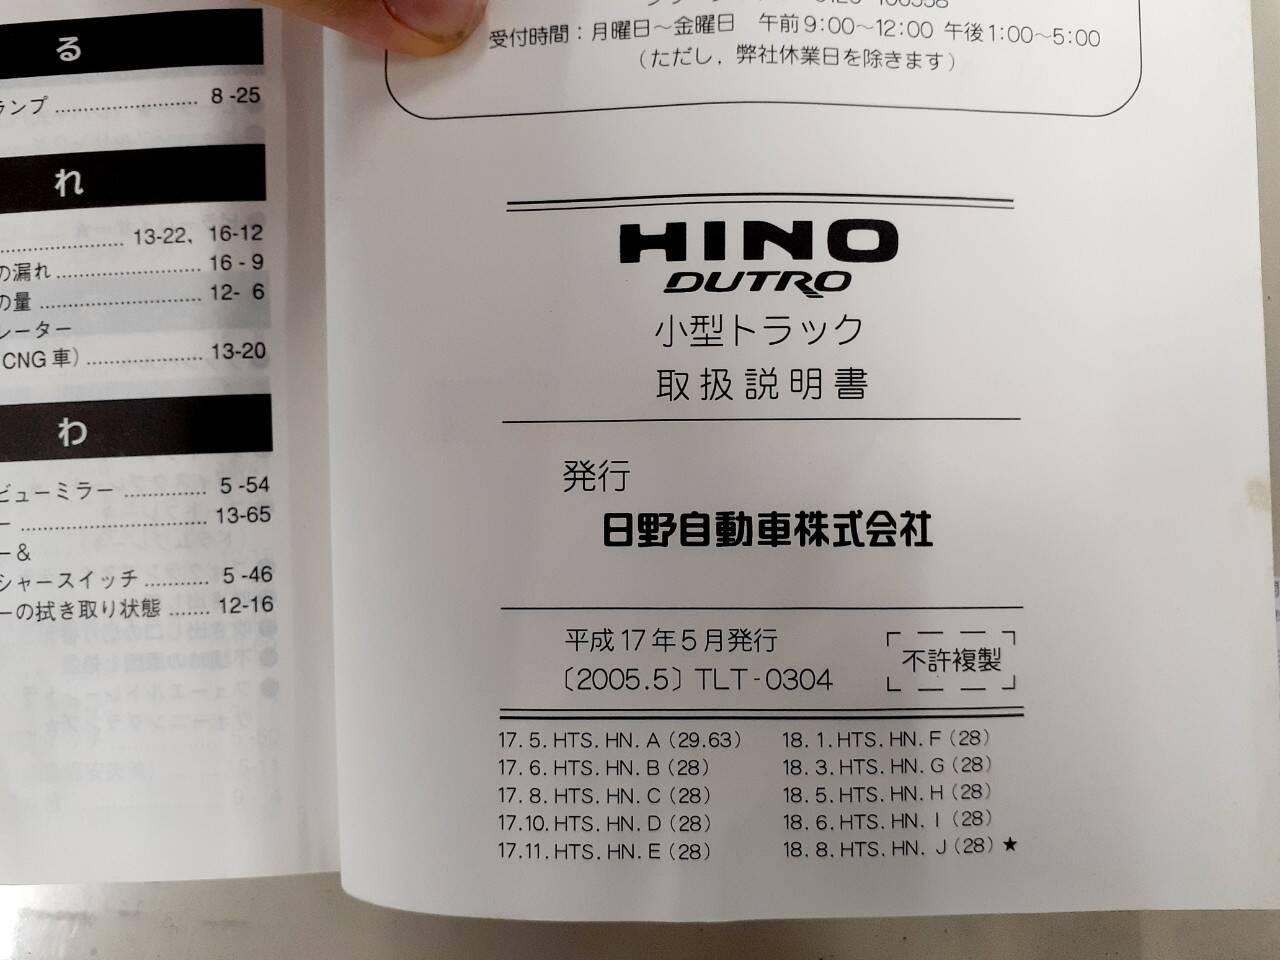 る
ランプ ........................ 8 -25
れ
..................... 13-22, 16-12
の漏れ ........................ 16 - 9
の量 ........................... 12- 6
レーター
(CNG 車) ................... 13-20
わ
ビューミラー ............. 5 -54
ー ............................... 13-65
ー &
シャースイッチ ........... 5 -46
ーの拭き取り状態 ....... 12-16
受付時間：月曜日〜金曜日 午前9:00〜12:00 午後1:00〜5:00
(ただし，弊社休業日を除きます)
HINO
DUTRO
小型トラック
取扱説明書
発行
日野自動車株式会社
平成17年5月発行
〔2005.5〕TLT-0304
不許複製
17. 5. HTS. HN. A (29.63)
17. 6. HTS. HN. B (28)
17. 8. HTS. HN. C (28)
17.10. HTS. HN. D (28)
17.11. HTS. HN. E (28)
18. 1. HTS. HN. F (28)
18. 3. HTS. HN. G (28)
18. 5. HTS. HN. H (28)
18. 6. HTS. HN. I (28)
18. 8. HTS. HN. J (28) ★